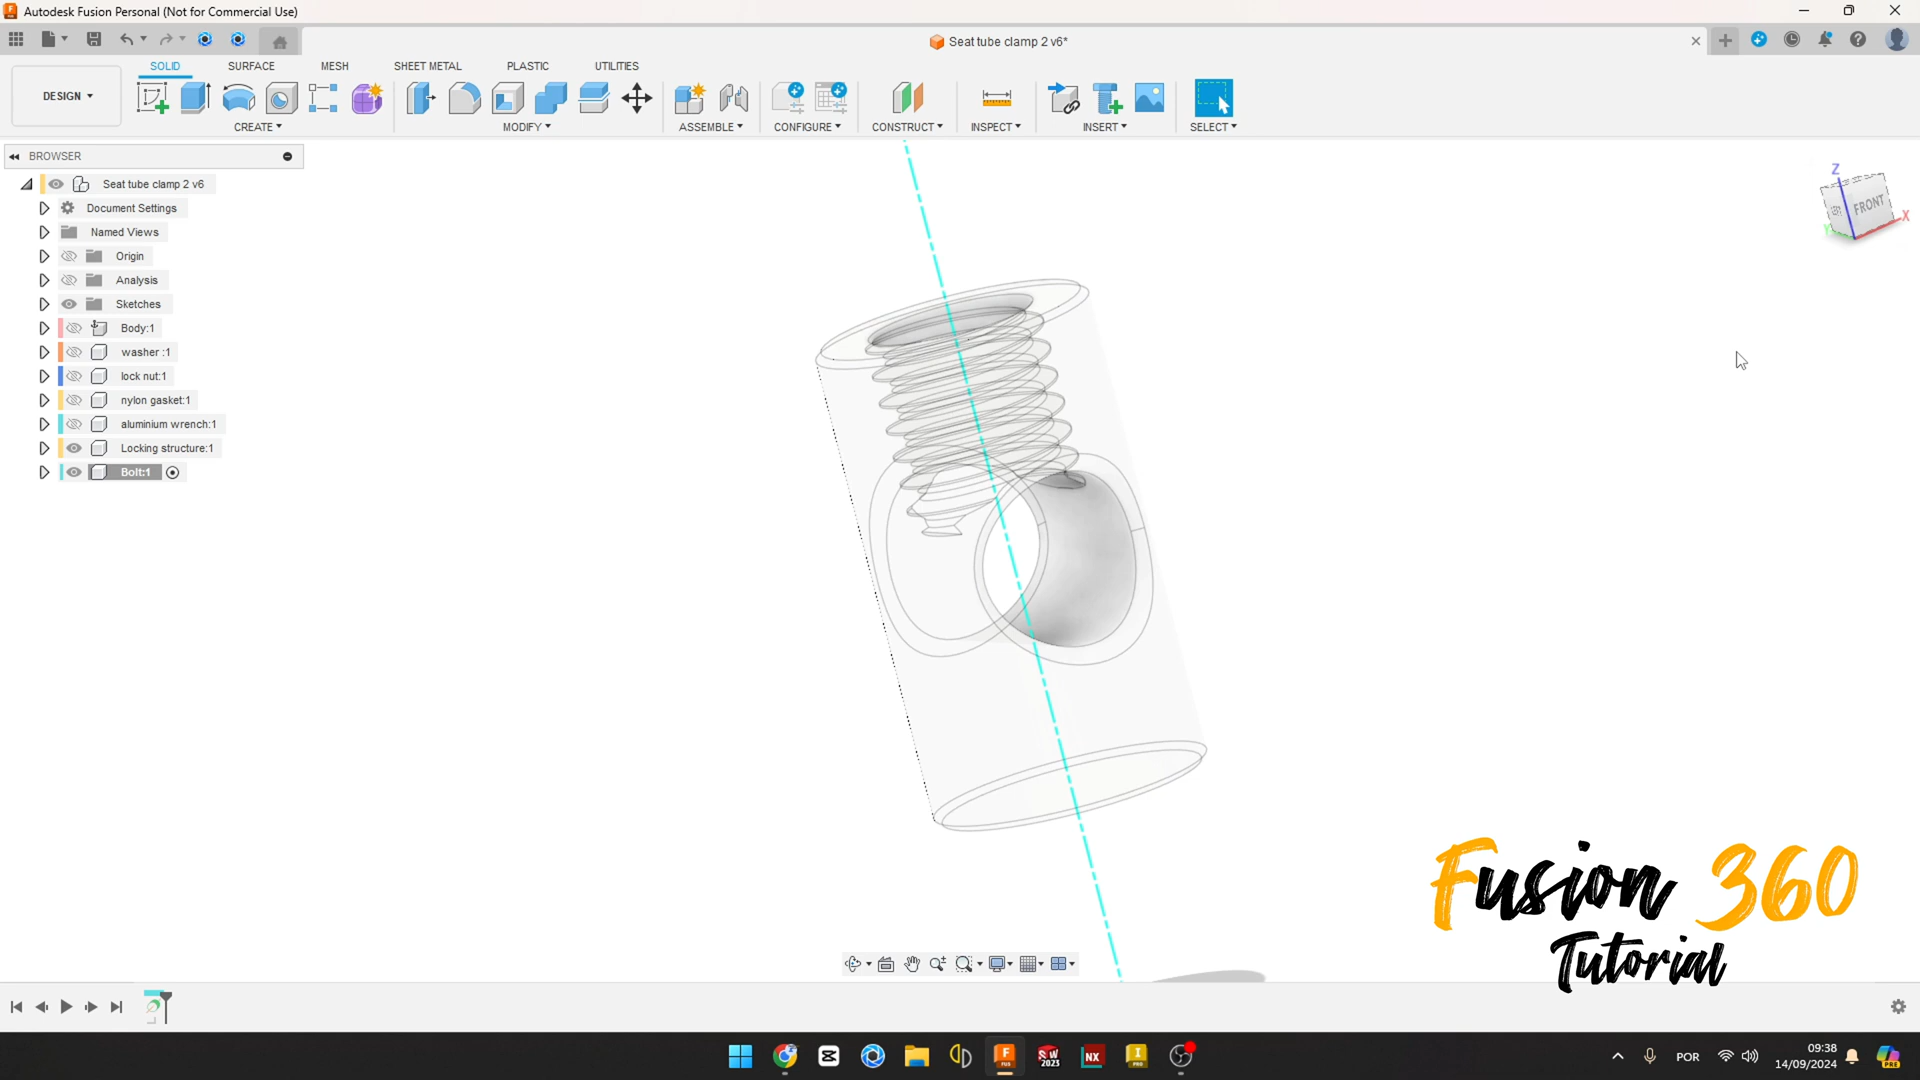 Autodesk Fusion Personal (Not for Commercial Use)
Seat tube clamp 2 v6*
SOLID SURFACE MESH SHEET METAL PLASTIC UTILITIES
DESIGN
CREATE MODIFY ASSEMBLE CONFIGURE CONSTRUCT INSPECT INSERT SELECT
BROWSER
Seat tube clamp 2 v6
Document Settings
Named Views
Origin
Analysis
Sketches
Body:1
washer :1
lock nut:1
nylon gasket:1
aluminium wrench:1
Locking structure:1
Bolt:1
Z
FRONT
X
Fusion 360
Tutorial
POR
09:38
14/09/2024